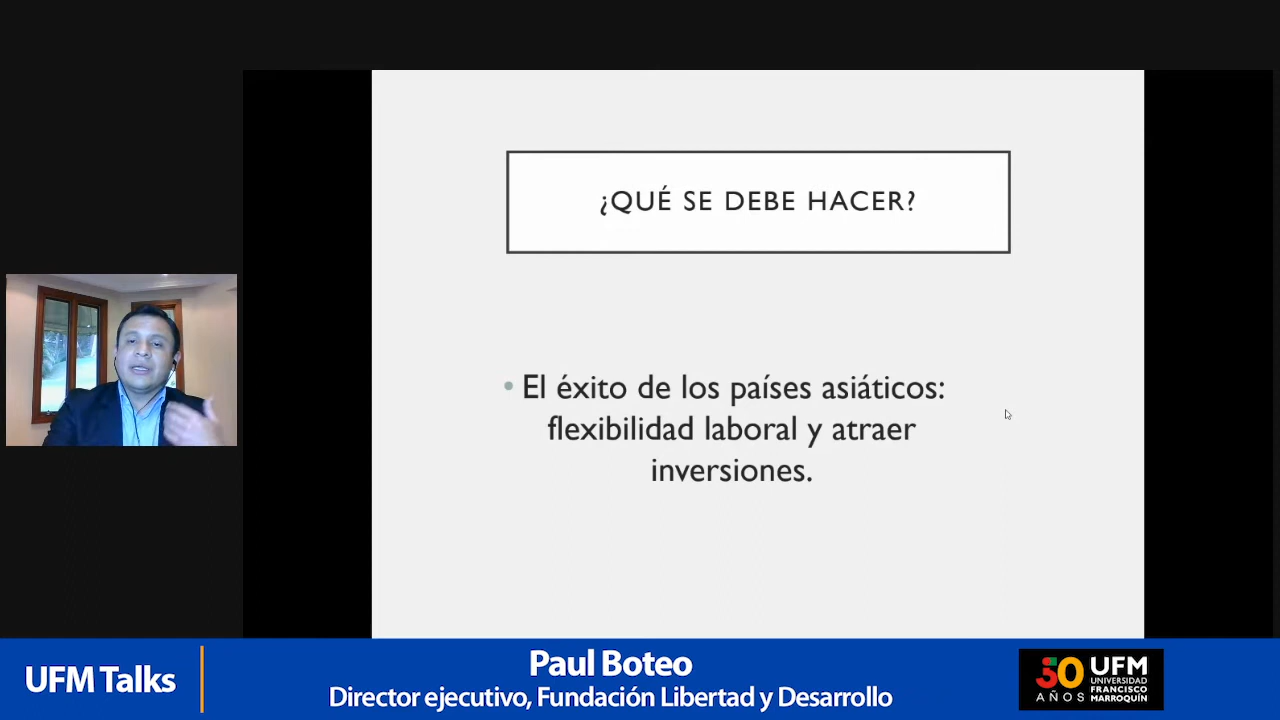 ¿QUÉ SE DEBE HACER?
• El éxito de los países asiáticos:
flexibilidad laboral y atraer
inversiones.
UFM Talks
Paul Boteo
Director ejecutivo, Fundación Libertad y Desarrollo
50
AÑOS
UFM
UNIVERSIDAD
FRANCISCO
MARROQUÍN